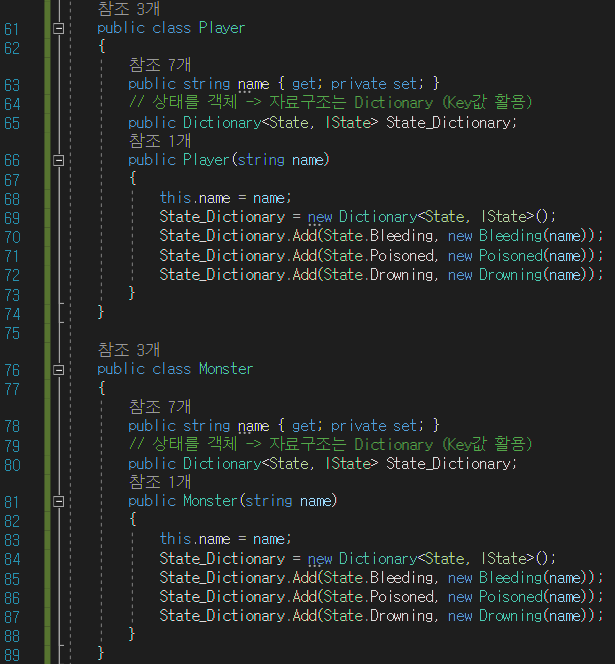 참조 3개
61 public class Player
62 {
참조 7개
63 public string name { get; private set; }
64 // 상태를 객체 -> 자료구조는 Dictionary (Key값 활용)
65 public Dictionary<State, IState> State_Dictionary;
참조 1개
66 public Player(string name)
67 {
68 this.name = name;
69 State_Dictionary = new Dictionary<State, IState>();
70 State_Dictionary.Add(State.Bleeding, new Bleeding(name));
71 State_Dictionary.Add(State.Poisoned, new Poisoned(name));
72 State_Dictionary.Add(State.Drowning, new Drowning(name));
73 }
74 }
75
참조 3개
76 public class Monster
77 {
참조 7개
78 public string name { get; private set; }
79 // 상태를 객체 -> 자료구조는 Dictionary (Key값 활용)
80 public Dictionary<State, IState> State_Dictionary;
참조 1개
81 public Monster(string name)
82 {
83 this.name = name;
84 State_Dictionary = new Dictionary<State, IState>();
85 State_Dictionary.Add(State.Bleeding, new Bleeding(name));
86 State_Dictionary.Add(State.Poisoned, new Poisoned(name));
87 State_Dictionary.Add(State.Drowning, new Drowning(name));
88 }
89 }